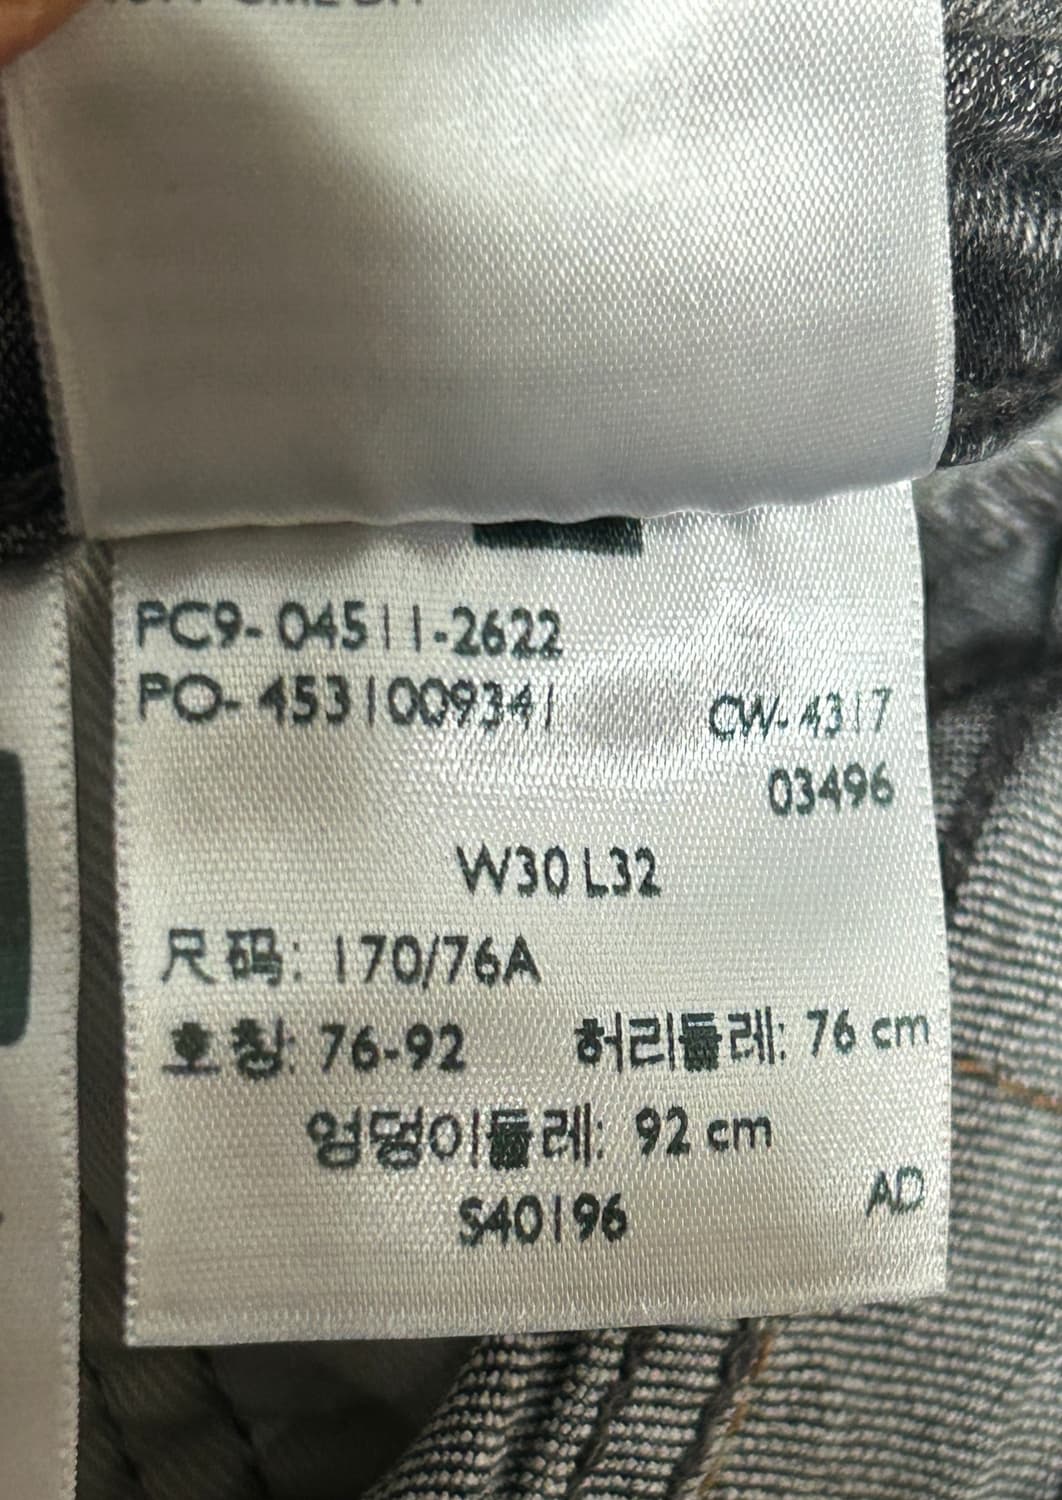 PC9-04511-2622
PO-4531009341
CW-4317
03496
W30 L32
尺码: 170/76A
호칭: 76-92 허리둘레: 76 cm
엉덩이둘레: 92 cm
S40196
AD